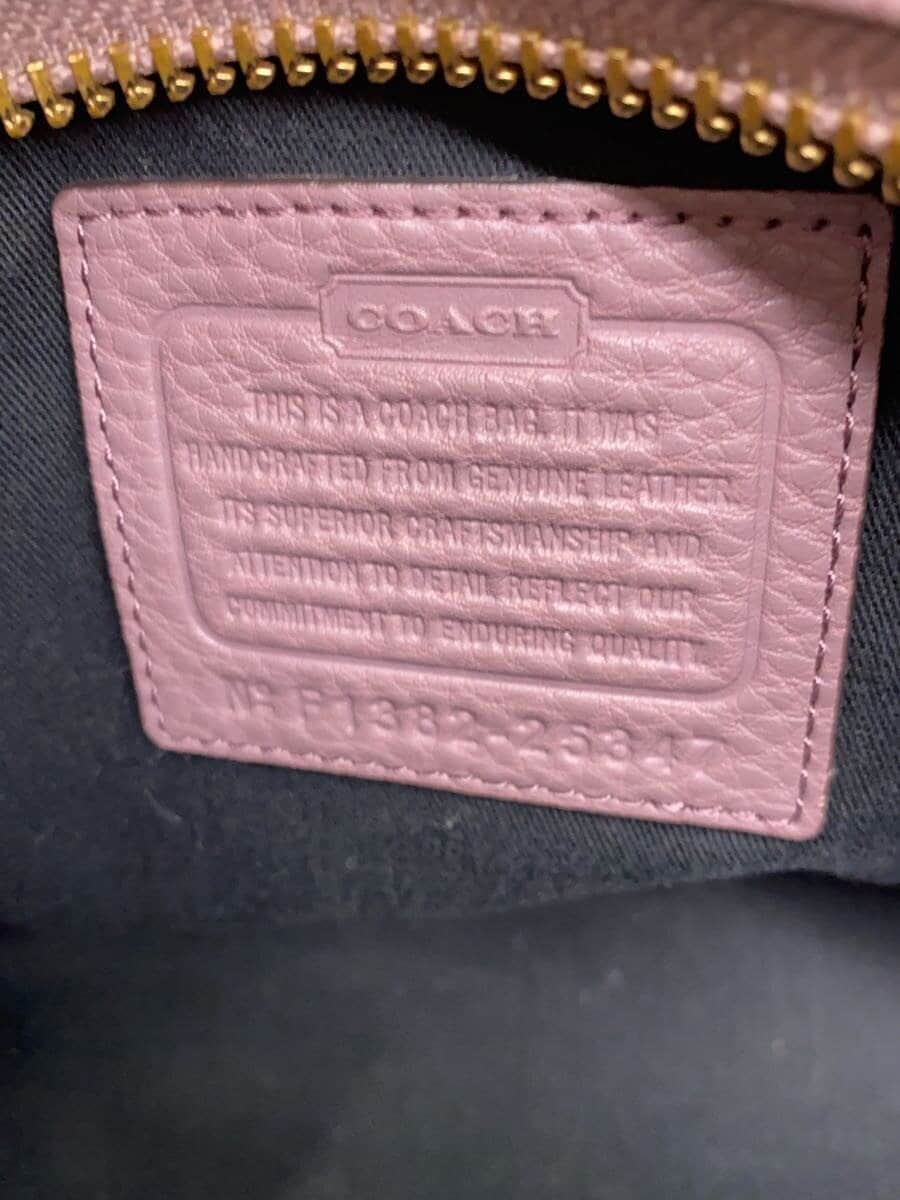 COACH
THIS IS A COACH BAG. IT WAS
HANDCRAFTED FROM GENUINE LEATHER
ITS SUPERIOR CRAFTSMANSHIP AND
ATTENTION TO DETAIL REFLECT OUR
COMMITMENT TO ENDURING QUALITY.
Nº F1382-25347